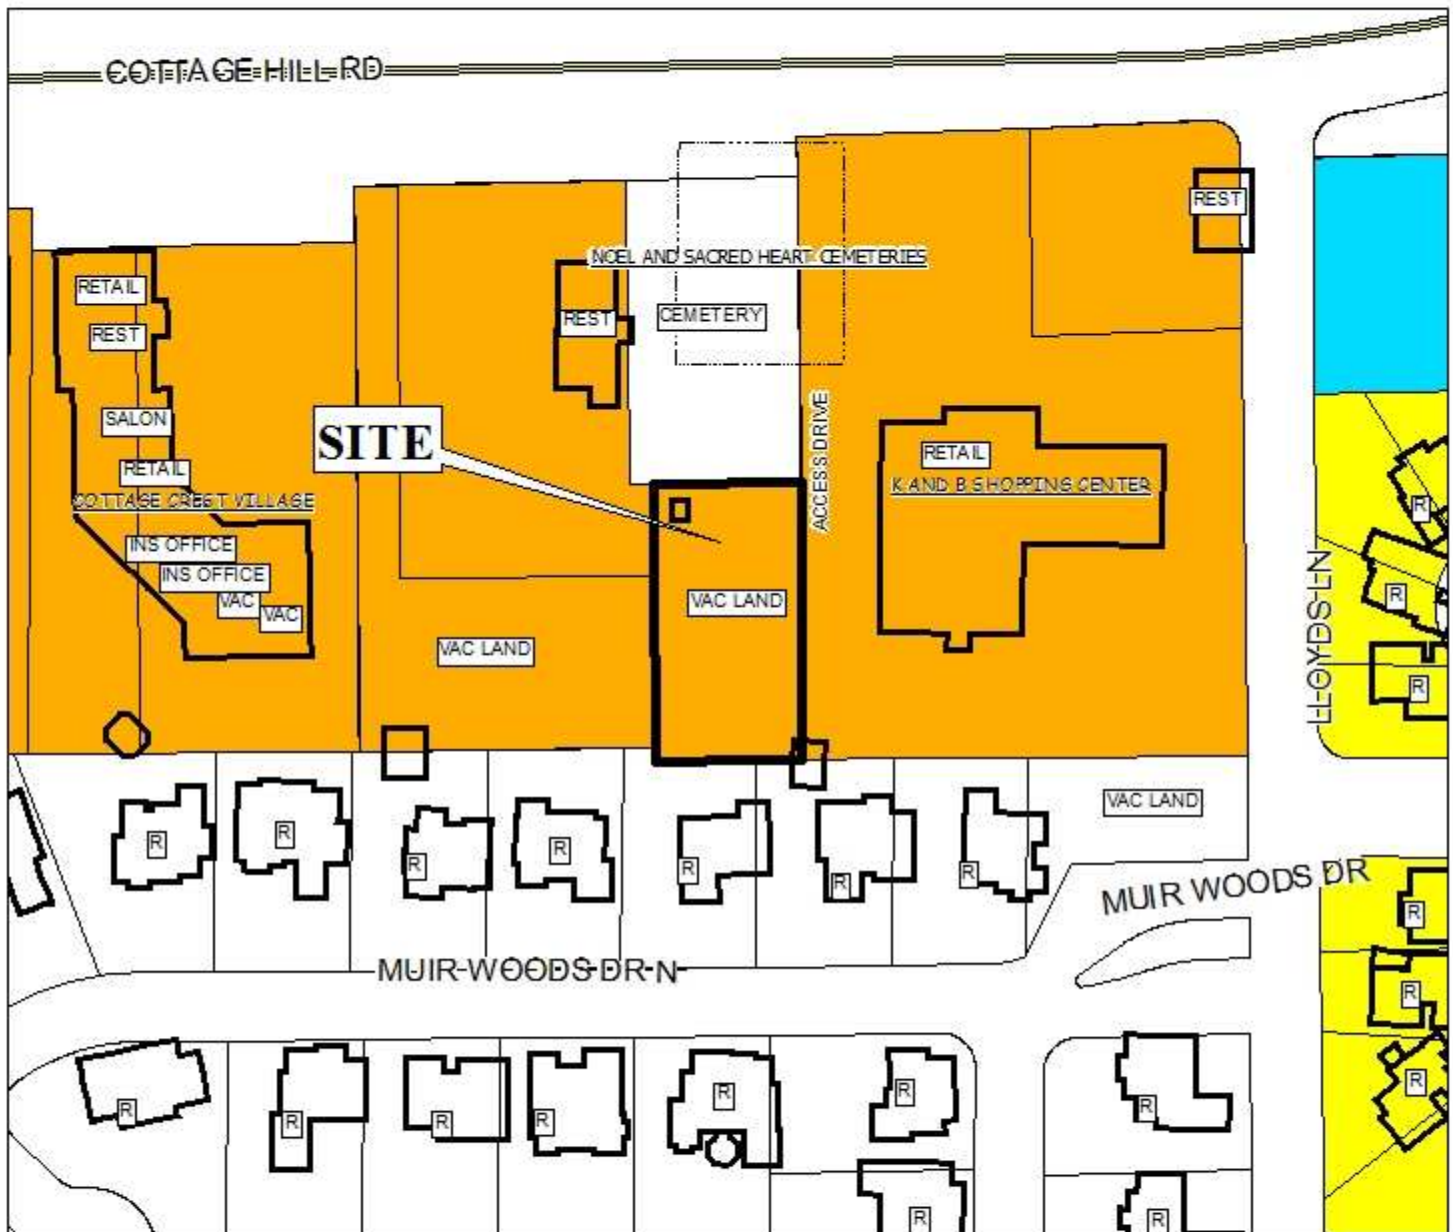 COTTAGE HILL RD
REST
NOEL AND SACRED HEART CEMETERIES
RETAIL
REST
CEMETERY
REST
SALON
SITE
ACCESS DRIVE
RETAIL
RETAIL
COTTAGE CREST VILLAGE
K AND B SHOPPING CENTER
R
INS OFFICE
INS OFFICE
VAC
VAC
VAC LAND
VAC LAND
LLOYDS LN
R
R
VAC LAND
R
R
R
R
R
R
R
MUIR WOODS DR
R
MUIR WOODS DR N
R
R
R
R
R
R
R
R
R
R
R
R